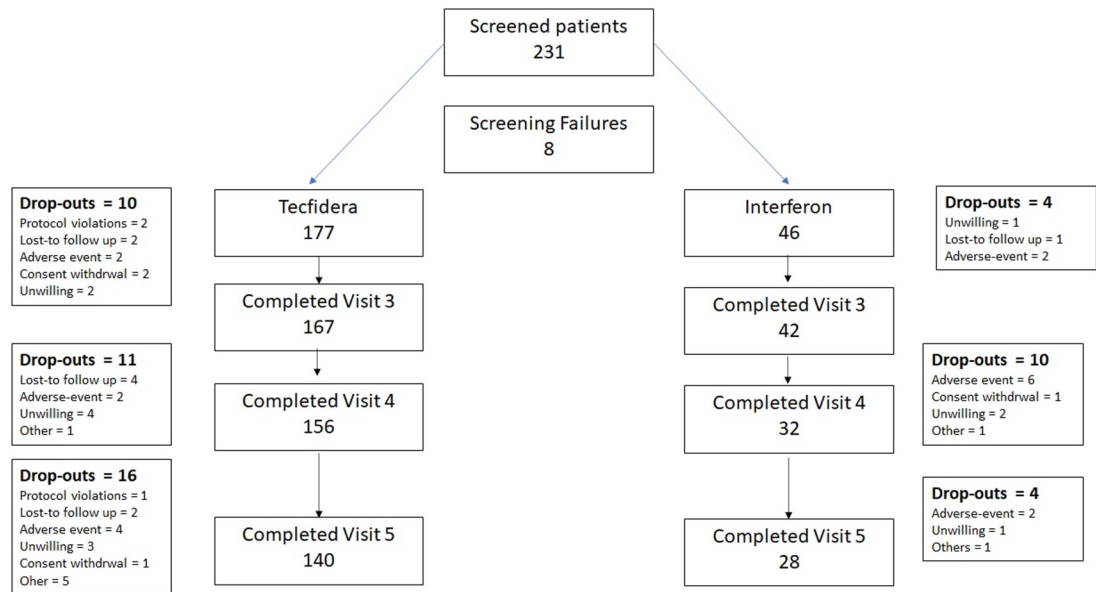 Screened patients
231
Screening Failures
8
Drop-outs = 10
Protocol violations = 2
Lost-to follow up = 2
Adverse event = 2
Consent withdrwal = 2
Unwilling = 2
Tecfidera
177
Interferon
46
Drop-outs = 4
Unwilling = 1
Lost-to follow up = 1
Adverse-event = 2
Completed Visit 3
167
Completed Visit 3
42
Drop-outs = 11
Lost-to follow up = 4
Adverse-event = 2
Unwilling = 4
Other = 1
Completed Visit 4
156
Completed Visit 4
32
Drop-outs = 10
Adverse event = 6
Consent withdrwal = 1
Unwilling = 2
Other = 1
Drop-outs = 16
Protocol violations = 1
Lost-to follow up = 2
Adverse event = 4
Unwilling = 3
Consent withdrwal = 1
Oher = 5
Completed Visit 5
140
Completed Visit 5
28
Drop-outs = 4
Adverse-event = 2
Unwilling = 1
Others = 1